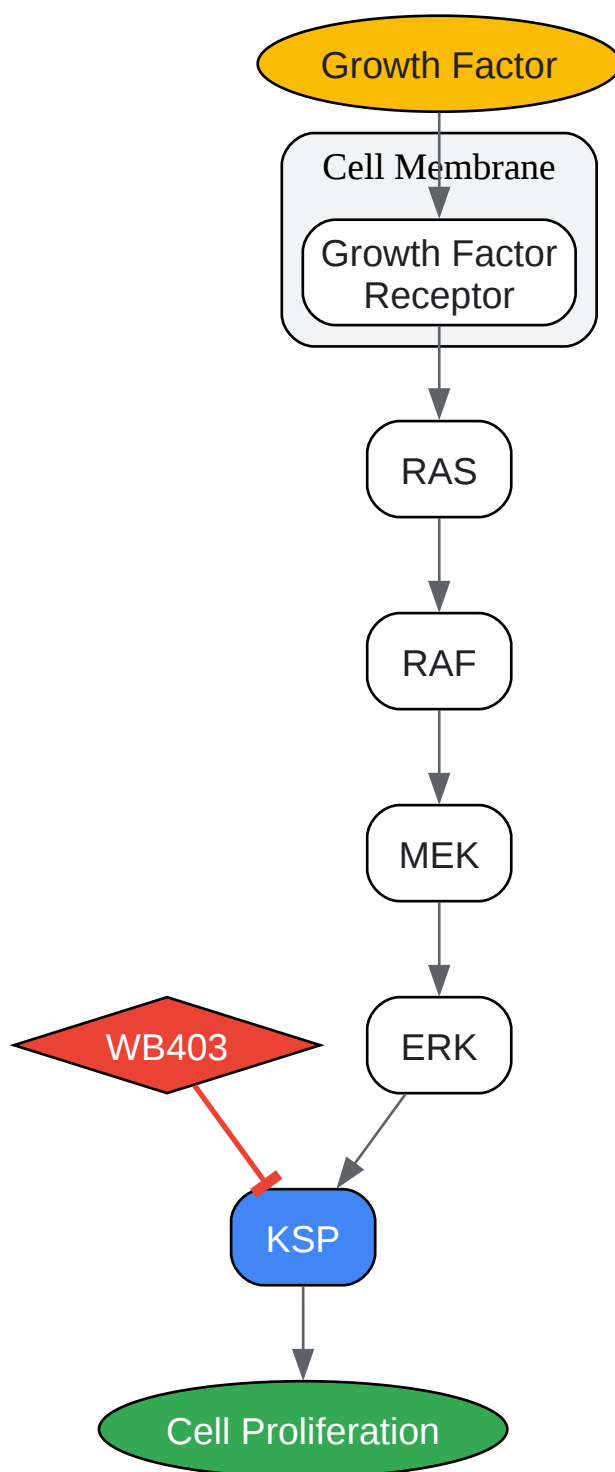 Growth Factor
Cell Membrane
Growth Factor
Receptor
RAS
RAF
MEK
WB403
ERK
KSP
Cell Proliferation